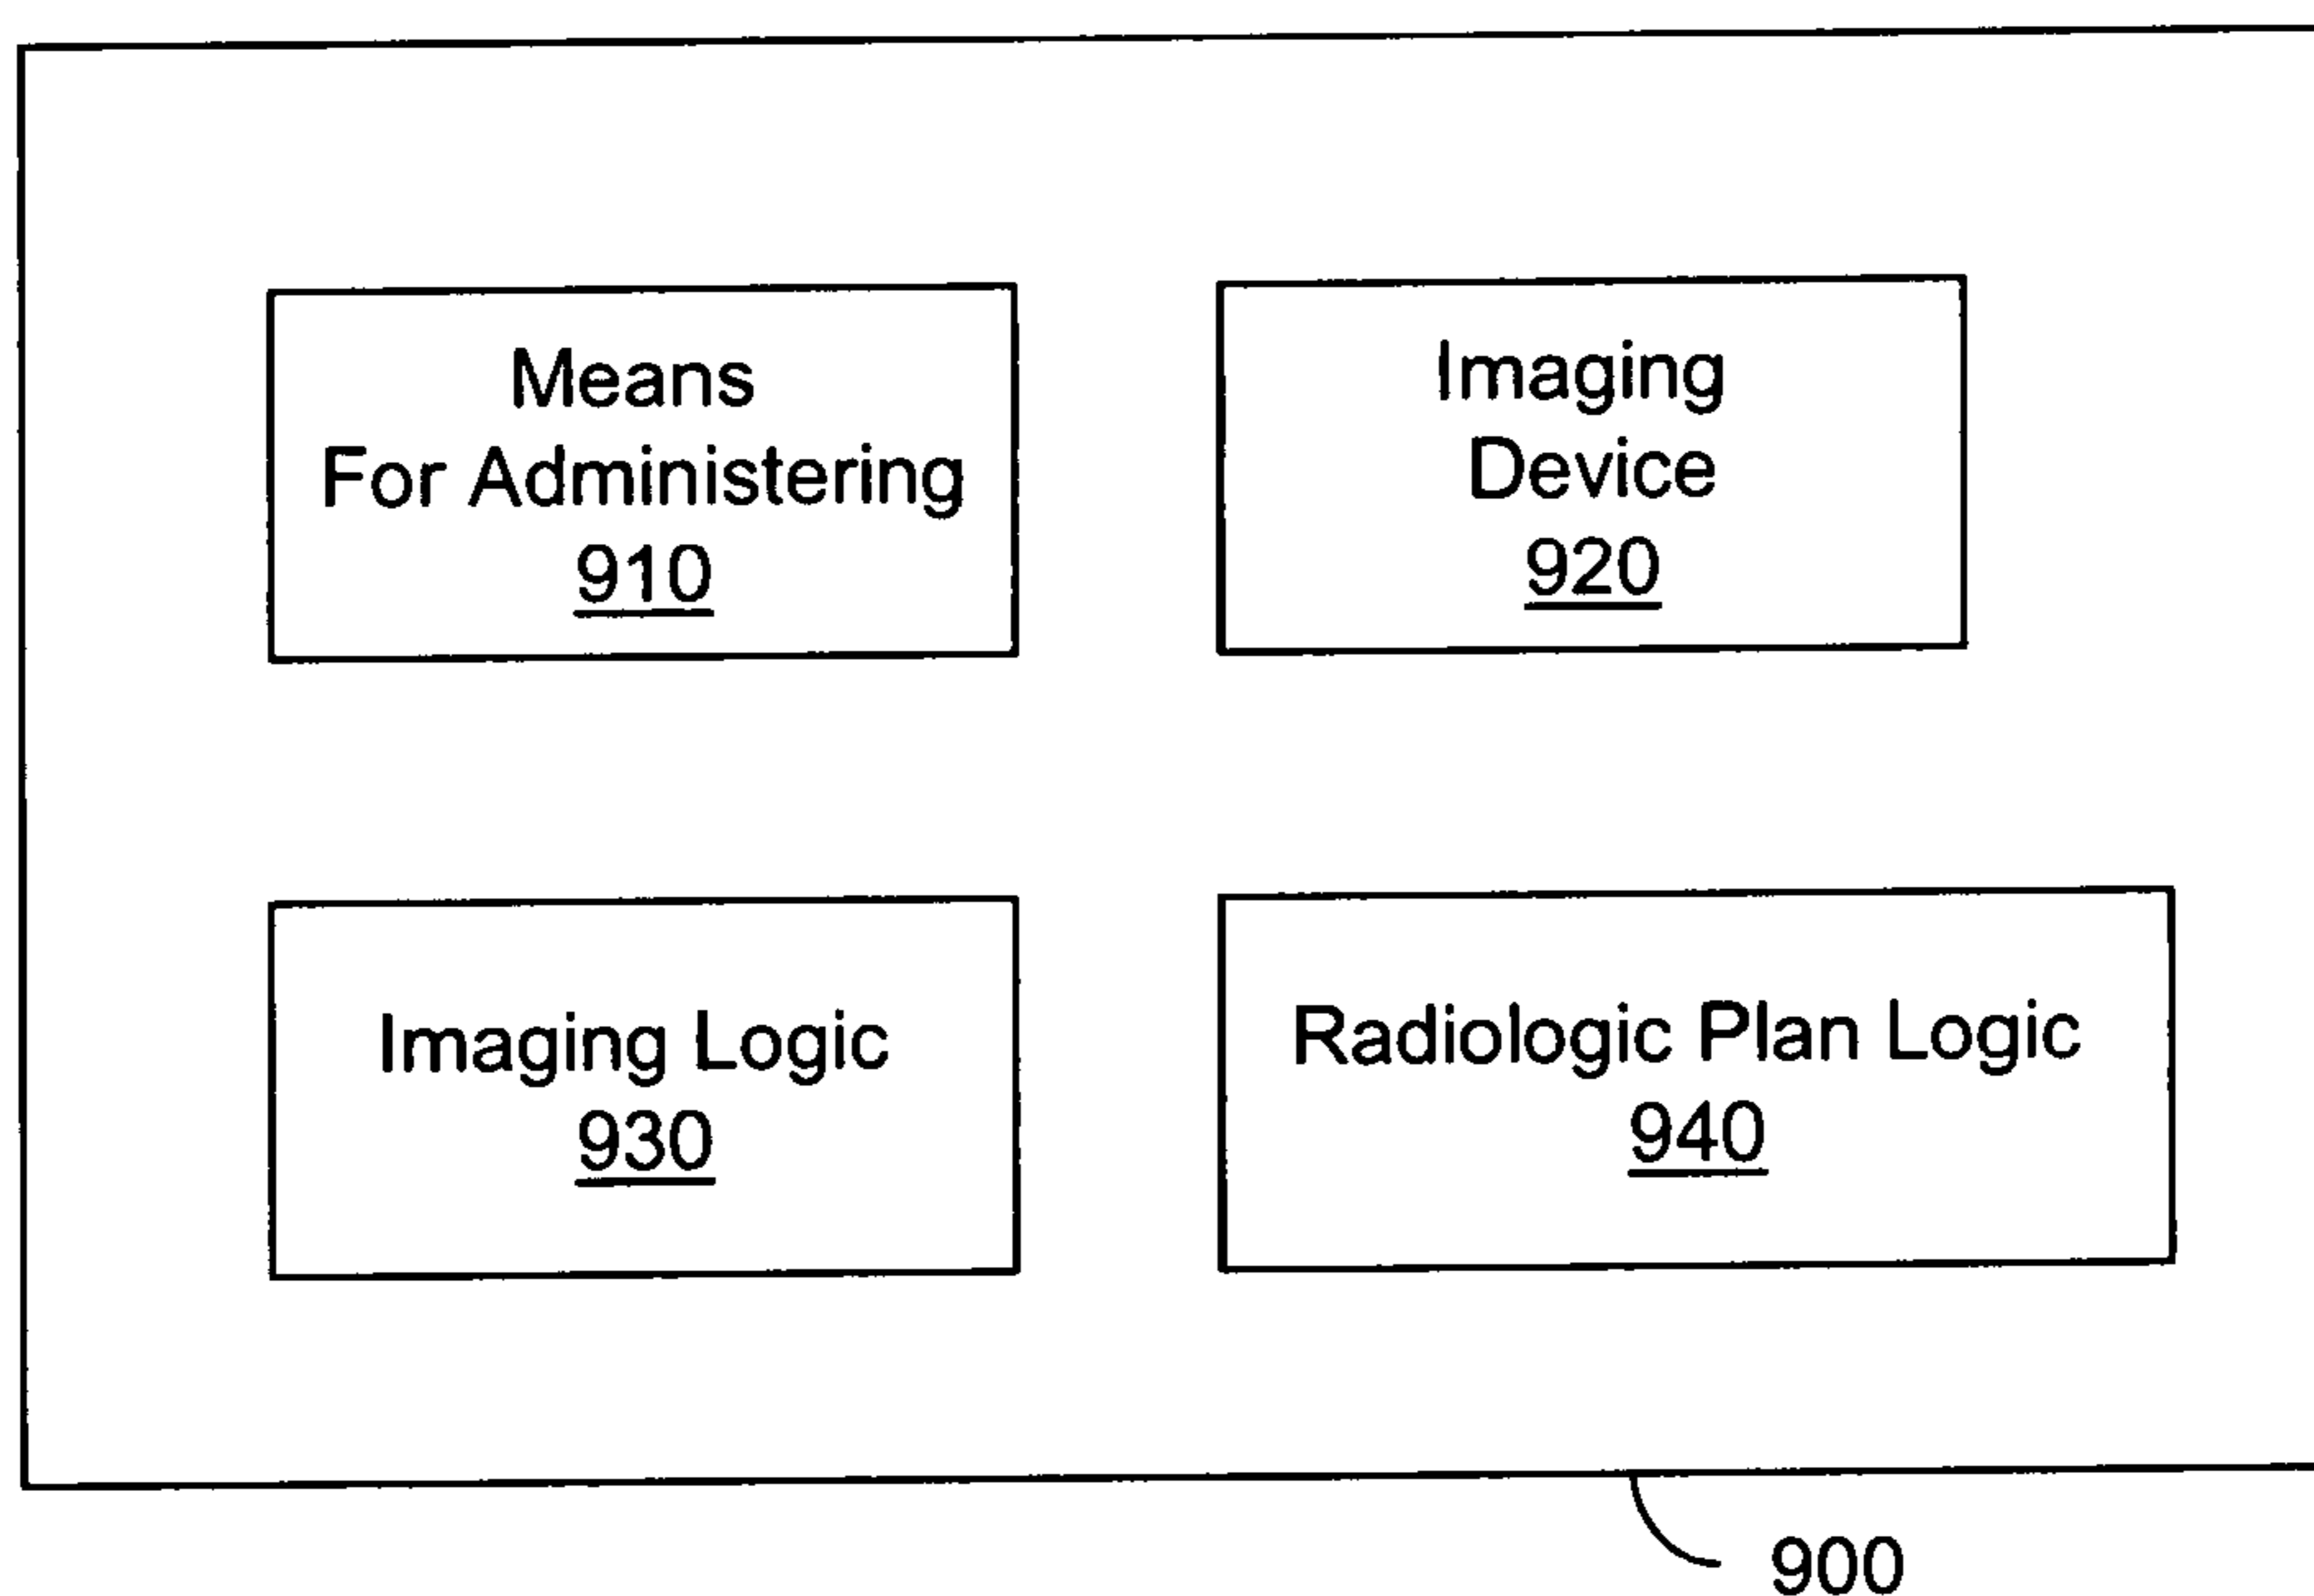 Means
For Administering
910
Imaging
Device
920
Imaging Logic
930
Radiologic Plan Logic
940
900